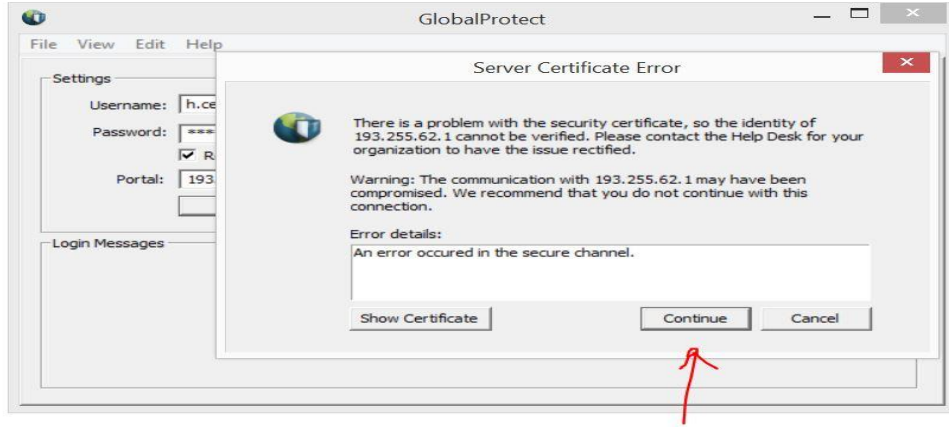 GlobalProtect
File View Edit Help
Server Certificate Error
Settings
Username: h.ce
Password: ***
R
Portal: 193
There is a problem with the security certificate, so the identity of
193.255.62.1 cannot be verified. Please contact the Help Desk for your
organization to have the issue rectified.
Warning: The communication with 193.255.62.1 may have been
compromised. We recommend that you do not continue with this
connection.
Error details:
An error occured in the secure channel.
Login Messages
Show Certificate Continue Cancel